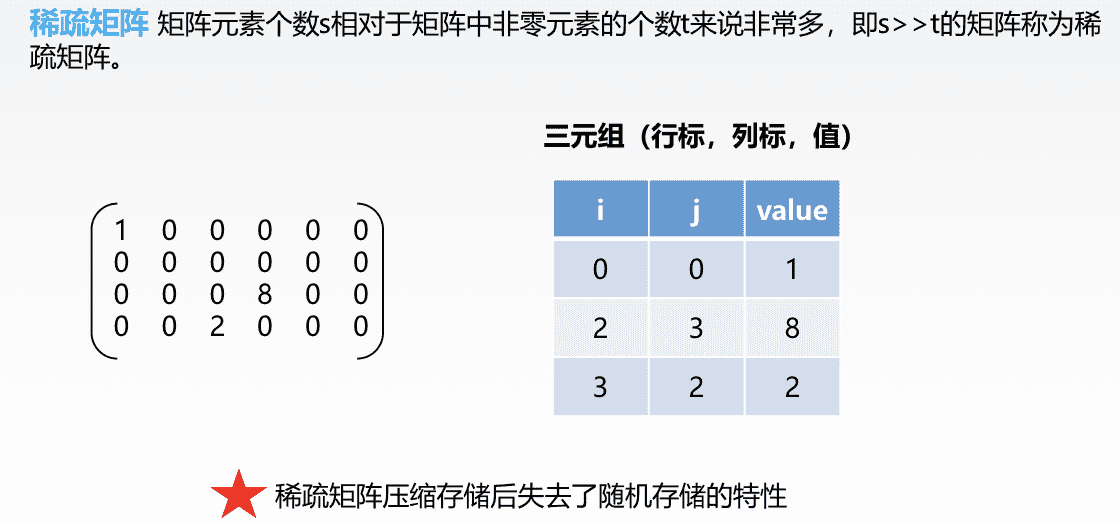 稀疏矩阵 矩阵元素个数s相对于矩阵中非零元素的个数t来说非常多，即s>>t的矩阵称为稀
疏矩阵。
三元组（行标，列标，值）
1 0 0 0 0 0
0 0 0 0 0 0
0 0 0 8 0 0
0 0 2 0 0 0
i j value
0 0 1
2 3 8
3 2 2
稀疏矩阵压缩存储后失去了随机存储的特性